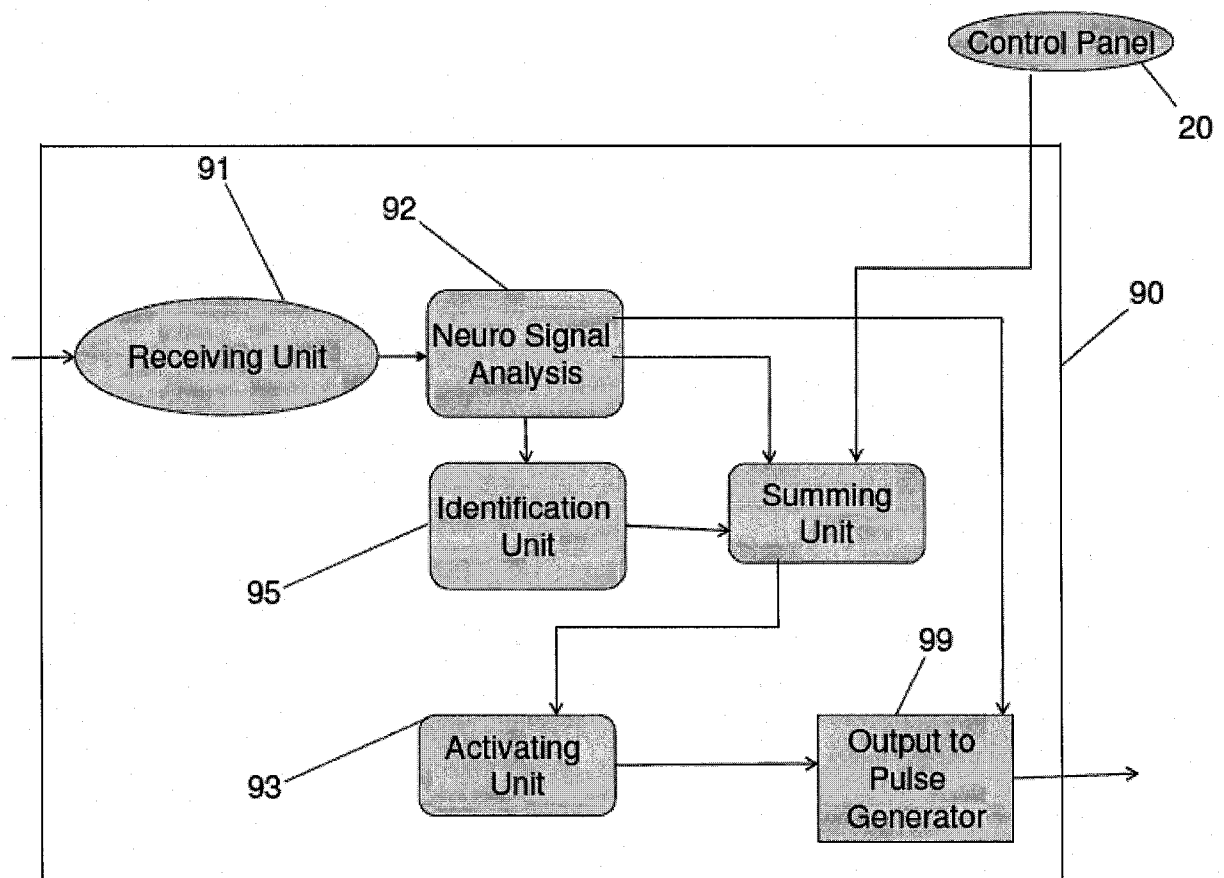 Control Panel
20
91
92
90
Receiving Unit
Neuro Signal
Analysis
Identification
Unit
Summing
Unit
95
99
Activating
Unit
93
Output to
Pulse
Generator